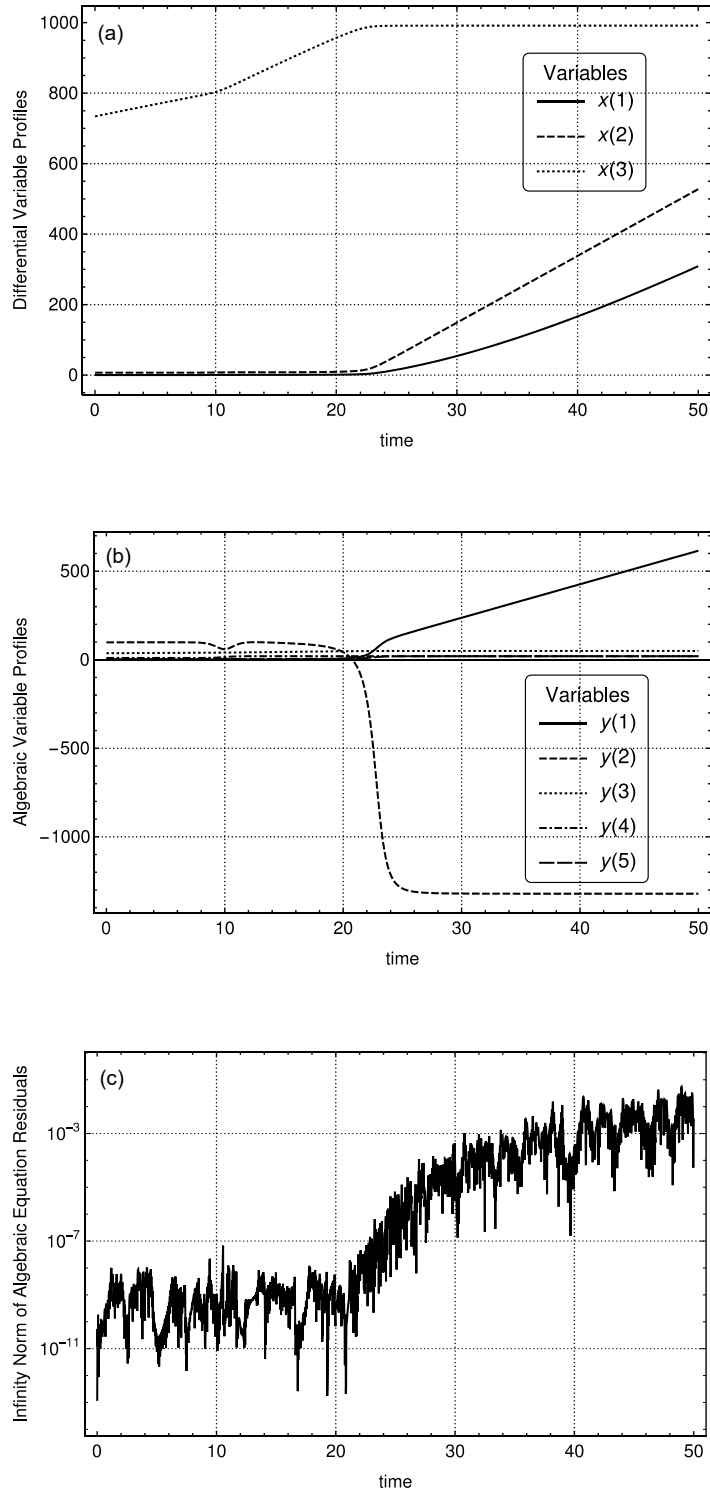 (a)
Differential Variable Profiles
1000
800
600
400
200
0
Variables
x(1)
x(2)
x(3)
0 10 20 30 40 50
time
(b)
Algebraic Variable Profiles
500
0
−500
−1000
Variables
y(1)
y(2)
y(3)
y(4)
y(5)
0 10 20 30 40 50
time
(c)
Infinity Norm of Algebraic Equation Residuals
10⁻³
10⁻⁷
10⁻¹¹
0 10 20 30 40 50
time